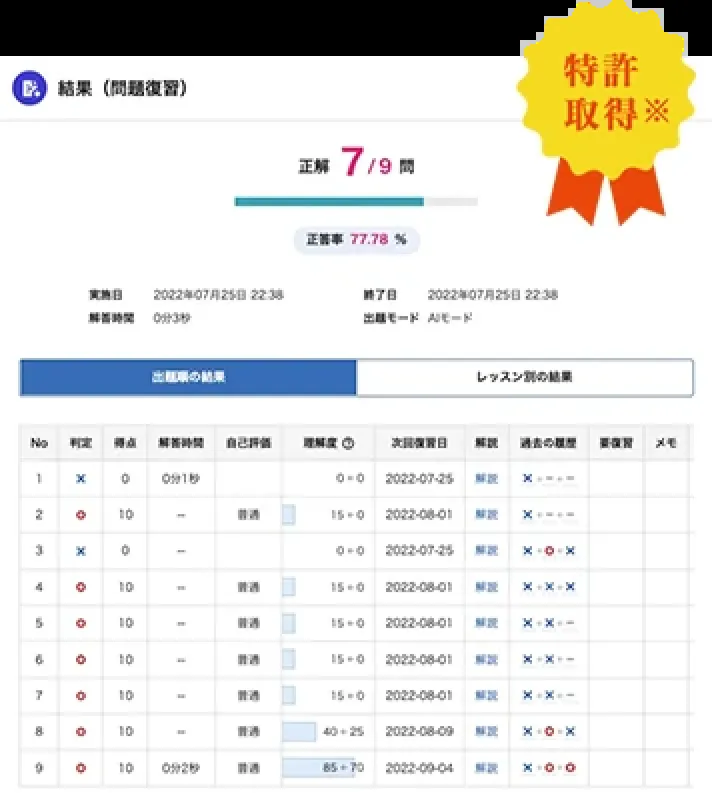 特許
取得※
結果（問題復習）
正解 7/9 問
正答率 77.78 %
実施日 2022年07月25日 22:38 終了日 2022年07月25日 22:38
解答時間 0分3秒 出題モード AIモード
出題順の結果 レッスン別の結果
No 判定 得点 解答時間 自己評価 理解度 ? 次回復習日 解説 過去の履歴 要復習 メモ
1 × 0 0分1秒 0 ← 0 2022-07-25 解説 × ← − ← −
2 ○ 10 -- 普通 15 ← 0 2022-08-01 解説 × ← − ← −
3 × 0 -- 0 ← 0 2022-07-25 解説 × ← ○ ← ×
4 ○ 10 -- 普通 15 ← 0 2022-08-01 解説 × ← × ← ×
5 ○ 10 -- 普通 15 ← 0 2022-08-01 解説 × ← × ← −
6 ○ 10 -- 普通 15 ← 0 2022-08-01 解説 × ← × ← −
7 ○ 10 -- 普通 15 ← 0 2022-08-01 解説 × ← × ← −
8 ○ 10 -- 普通 40 ← 25 2022-08-09 解説 × ← ○ ← ×
9 ○ 10 0分2秒 普通 85 ← 70 2022-09-04 解説 × ← ○ ← ○